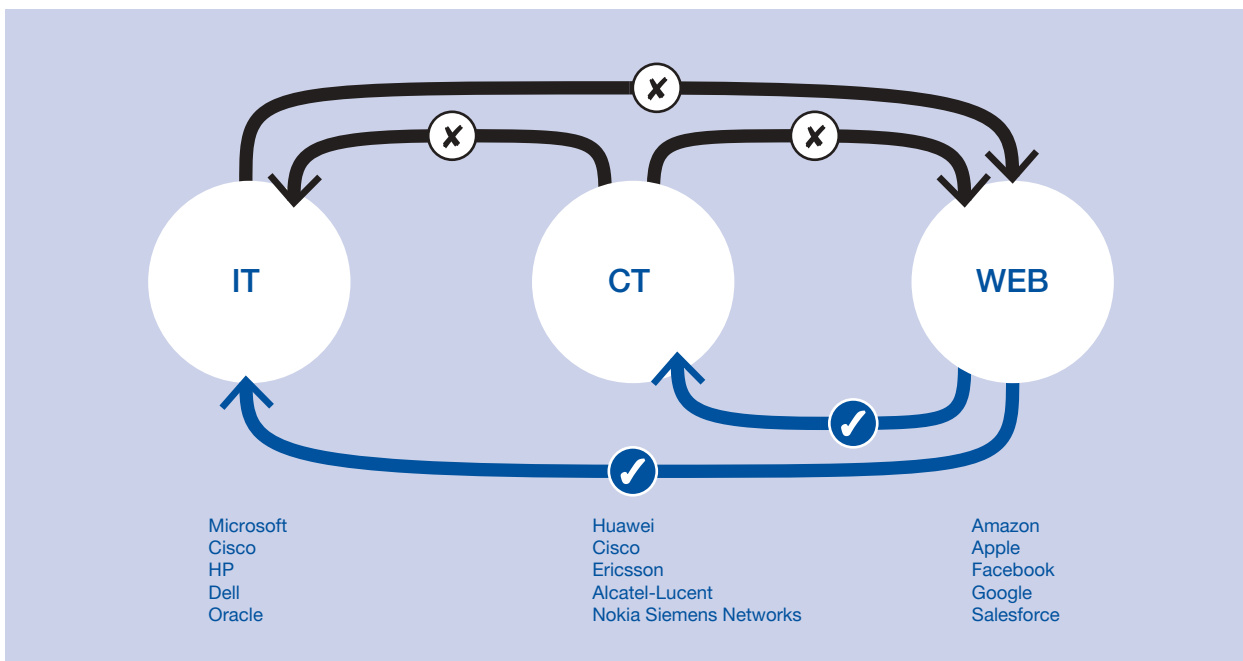 ✘
✘
✘
IT
CT
WEB
✓
✓
Microsoft
Cisco
HP
Dell
Oracle
Huawei
Cisco
Ericsson
Alcatel-Lucent
Nokia Siemens Networks
Amazon
Apple
Facebook
Google
Salesforce